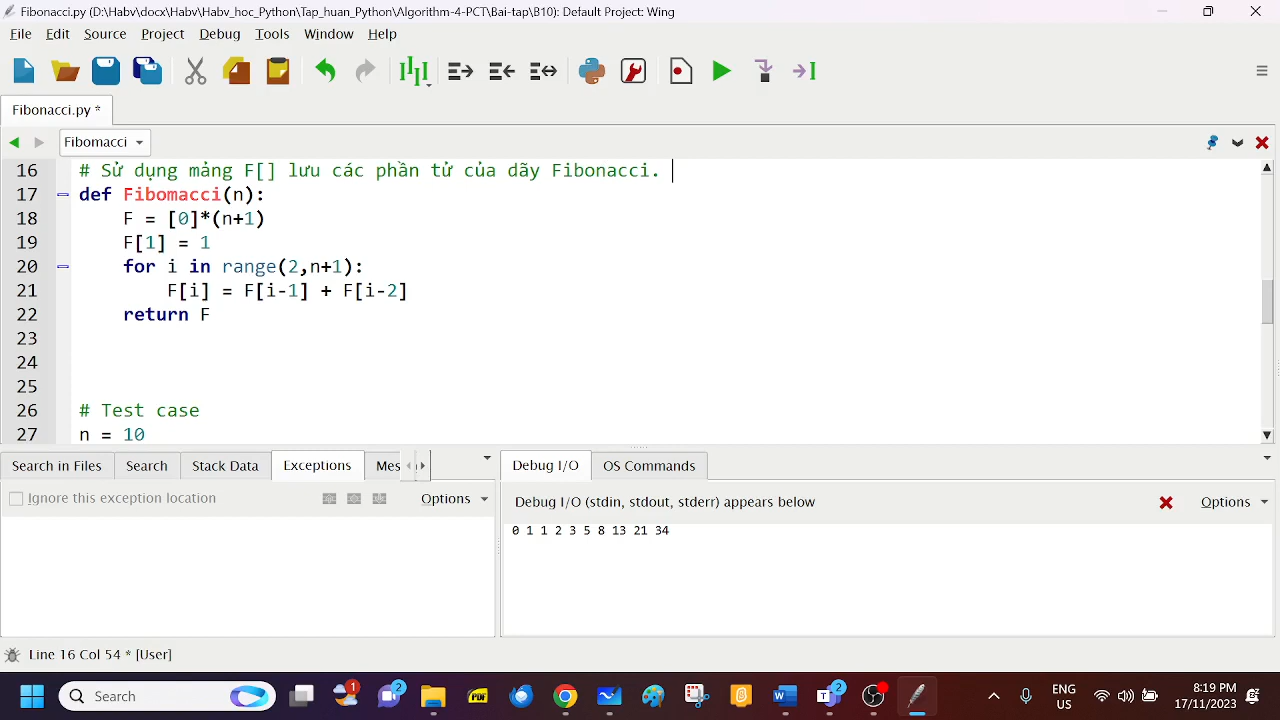 Fibonacci.py (D:\Habv\docx\Habv\Habv_hoc_Python\Tap_huan_Python\Algorithm-4-PCT\Bai-tap\B10): Default Project: Wing
File Edit Source Project Debug Tools Window Help
Fibonacci.py *
Fibomacci
16 # Sử dụng mảng F[] lưu các phần tử của dãy Fibonacci.
17 def Fibomacci(n):
18 F = [0]*(n+1)
19 F[1] = 1
20 for i in range(2,n+1):
21 F[i] = F[i-1] + F[i-2]
22 return F
23
24
25
26 # Test case
27 n = 10
Search in Files Search Stack Data Exceptions Mes
Debug I/O OS Commands
Ignore this exception location Options
Debug I/O (stdin, stdout, stderr) appears below Options
0 1 1 2 3 5 8 13 21 34
Line 16 Col 54 * [User]
Search
1
2
PDF
2
ENG
US
8:19 PM
17/11/2023